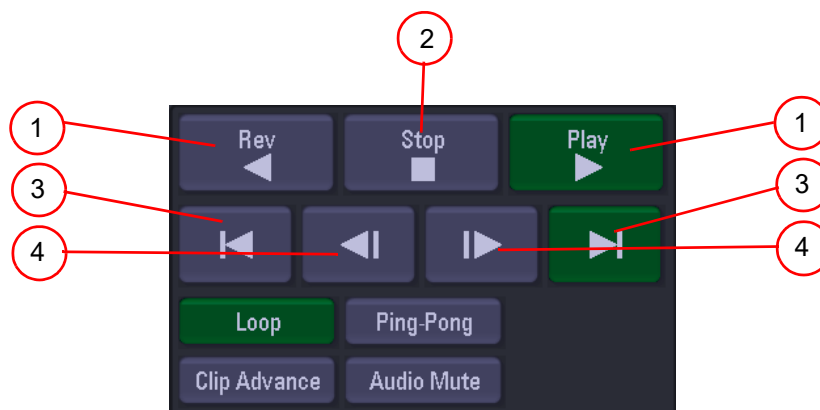 2
1
Rev
Stop
Play
1
3
3
4
4
Loop
Ping-Pong
Clip Advance
Audio Mute